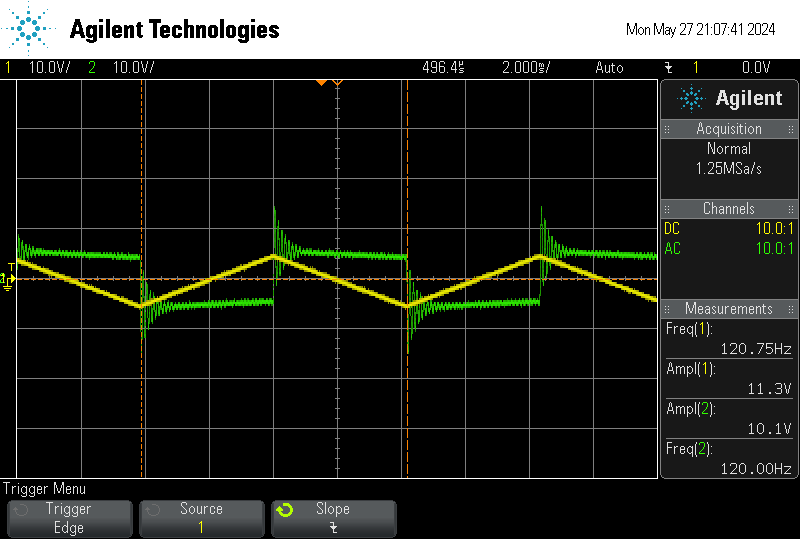 Agilent Technologies
Mon May 27 21:07:41 2024
1 10.0V/ 2 10.0V/ 496.4µs 2.000ms/ Auto 1 0.0V
Agilent
Acquisition
Normal
1.25MSa/s
Channels
DC 10.0:1
AC 10.0:1
Measurements
Freq(1):
120.75Hz
Ampl(1):
11.3V
Ampl(2):
10.1V
Freq(2):
120.00Hz
T
2
Trigger Menu
Trigger Source Slope
Edge 1